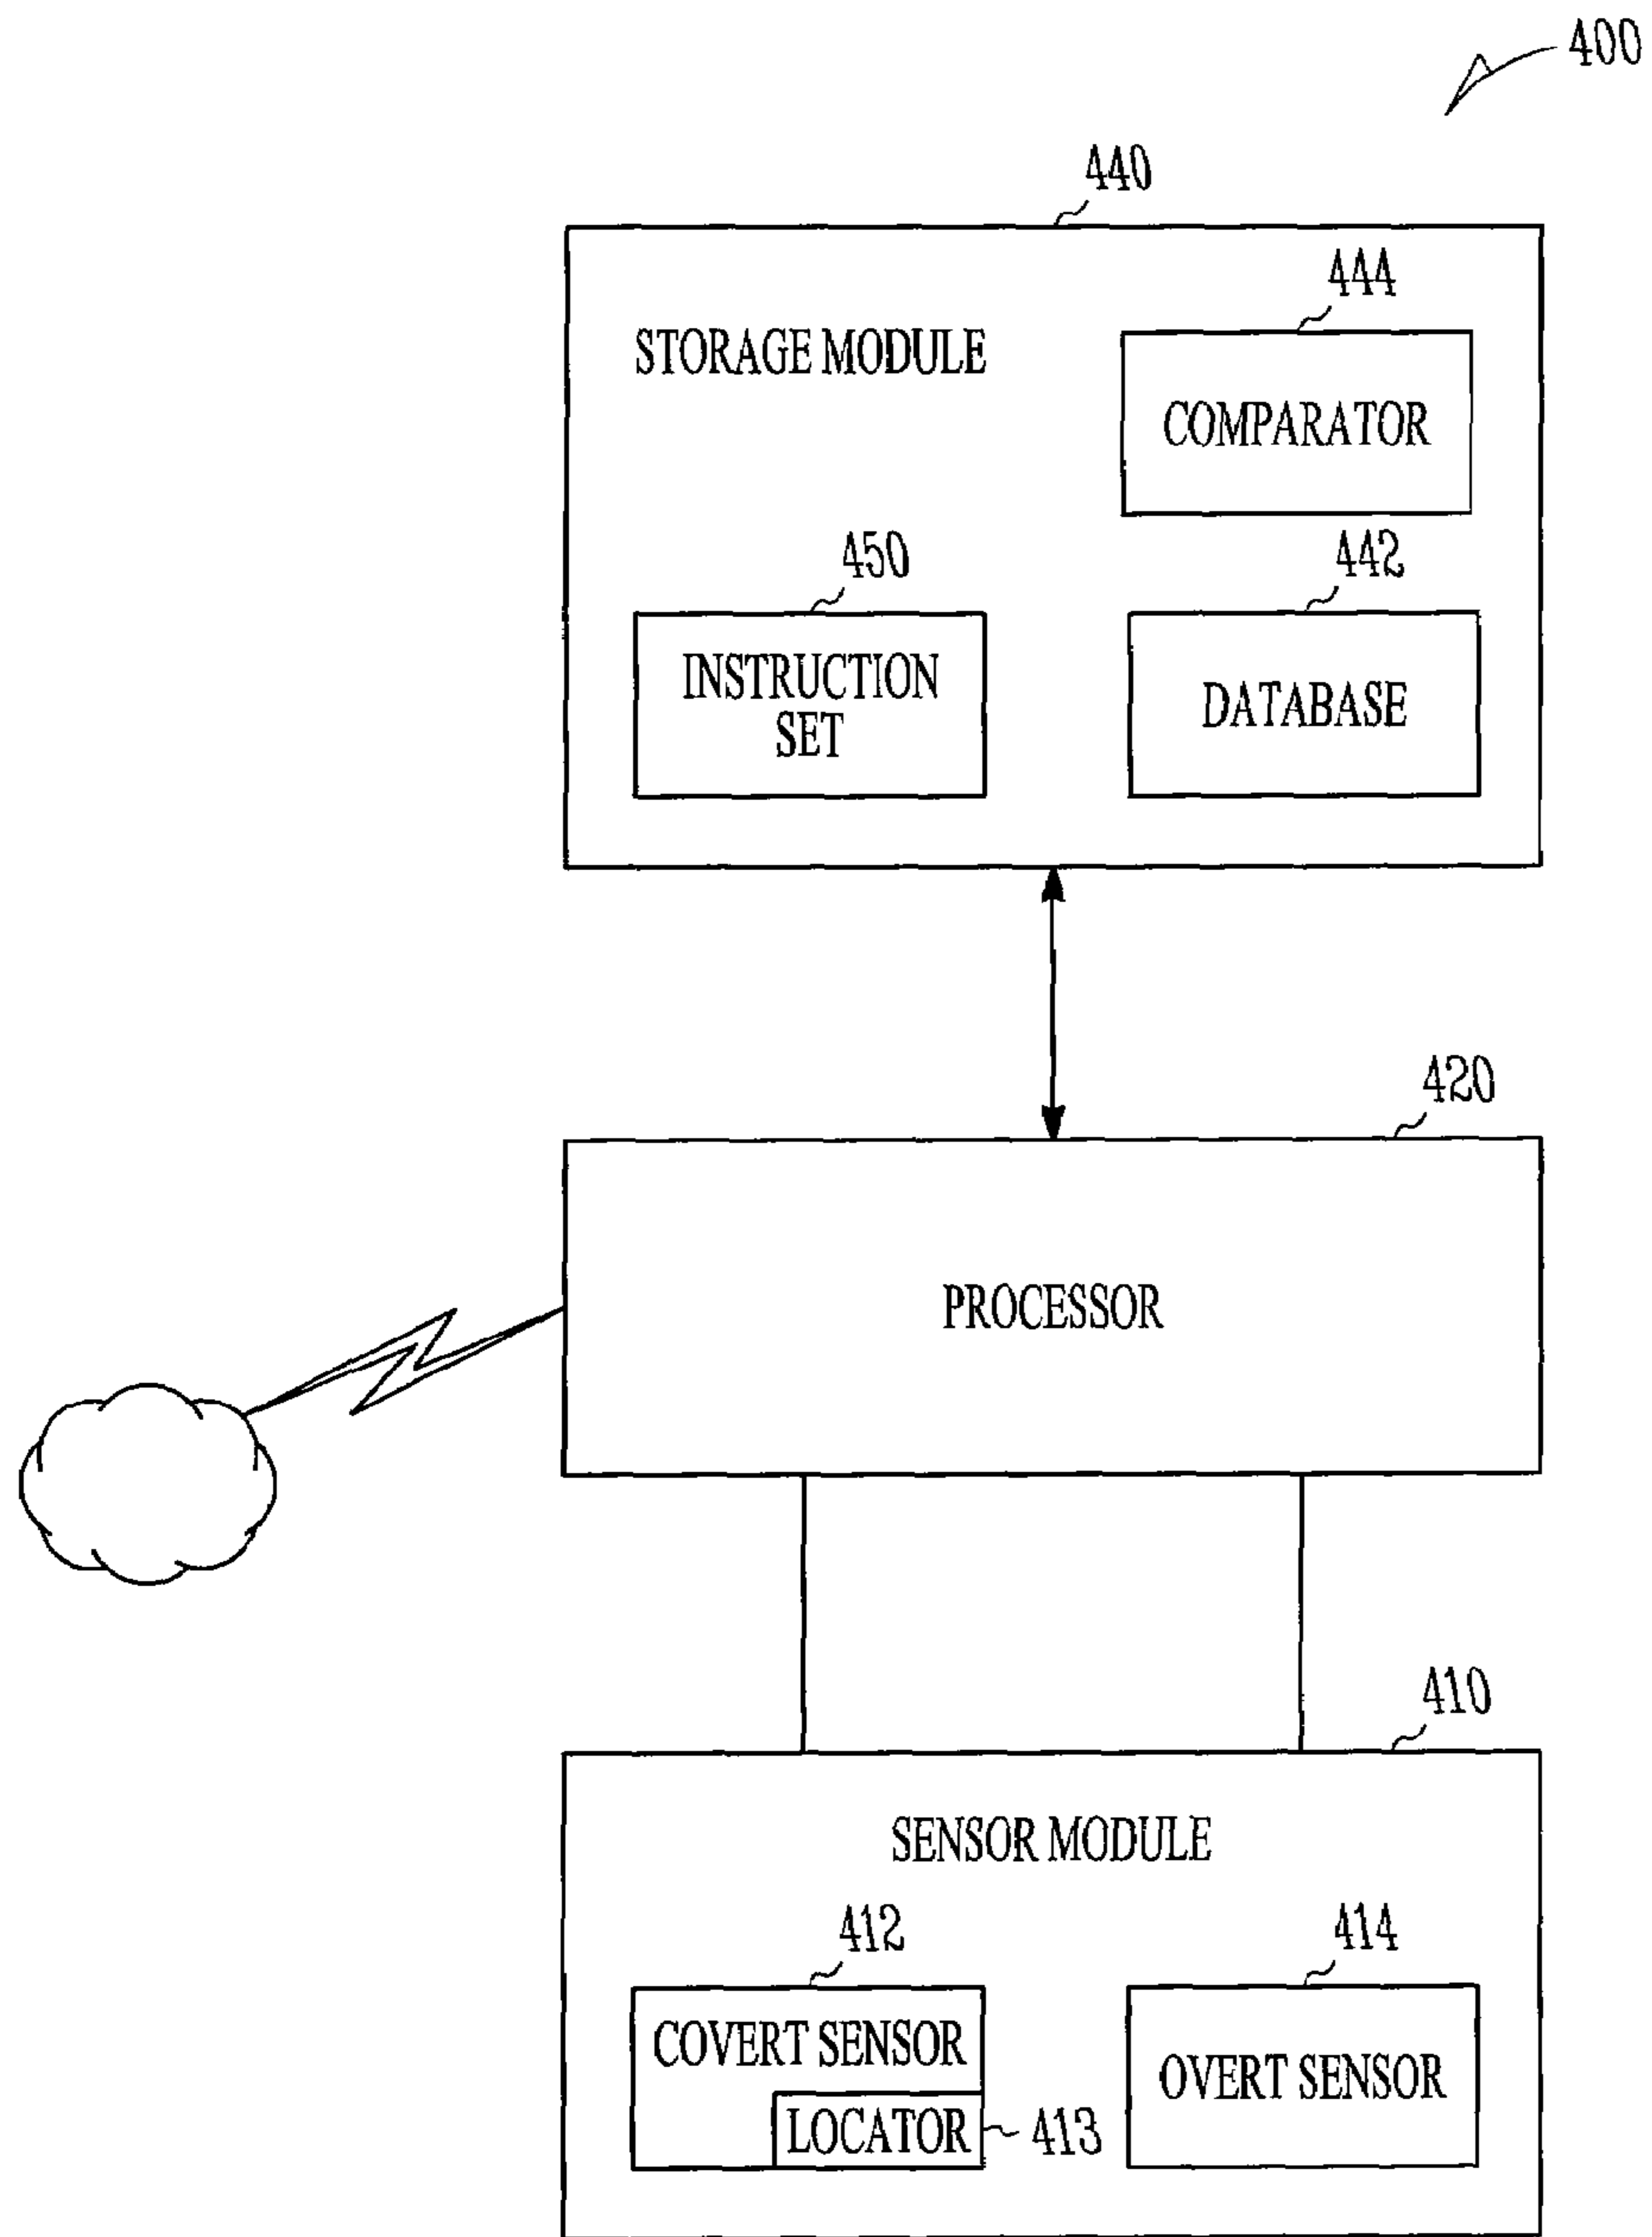 400
440
444
STORAGE MODULE
COMPARATOR
450
442
INSTRUCTION
SET
DATABASE
420
PROCESSOR
410
SENSOR MODULE
412
414
COVERT SENSOR
OVERT SENSOR
LOCATOR
413